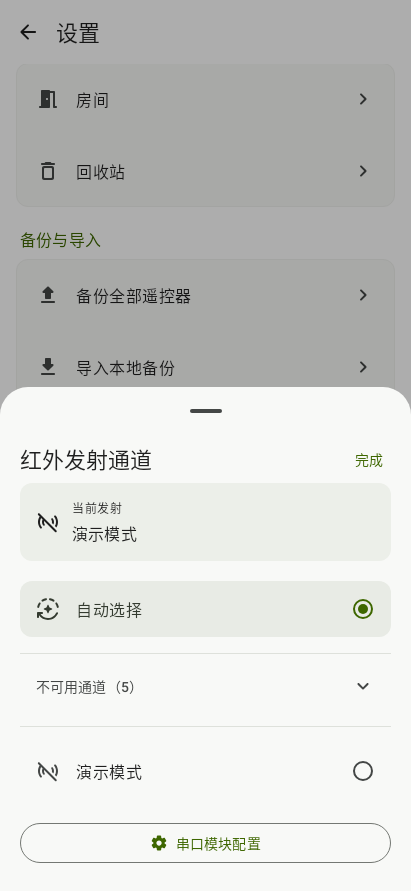 设置
房间
回收站
备份与导入
备份全部遥控器
导入本地备份
红外发射通道
完成
当前发射
演示模式
自动选择
不可用通道（5）
演示模式
串口模块配置